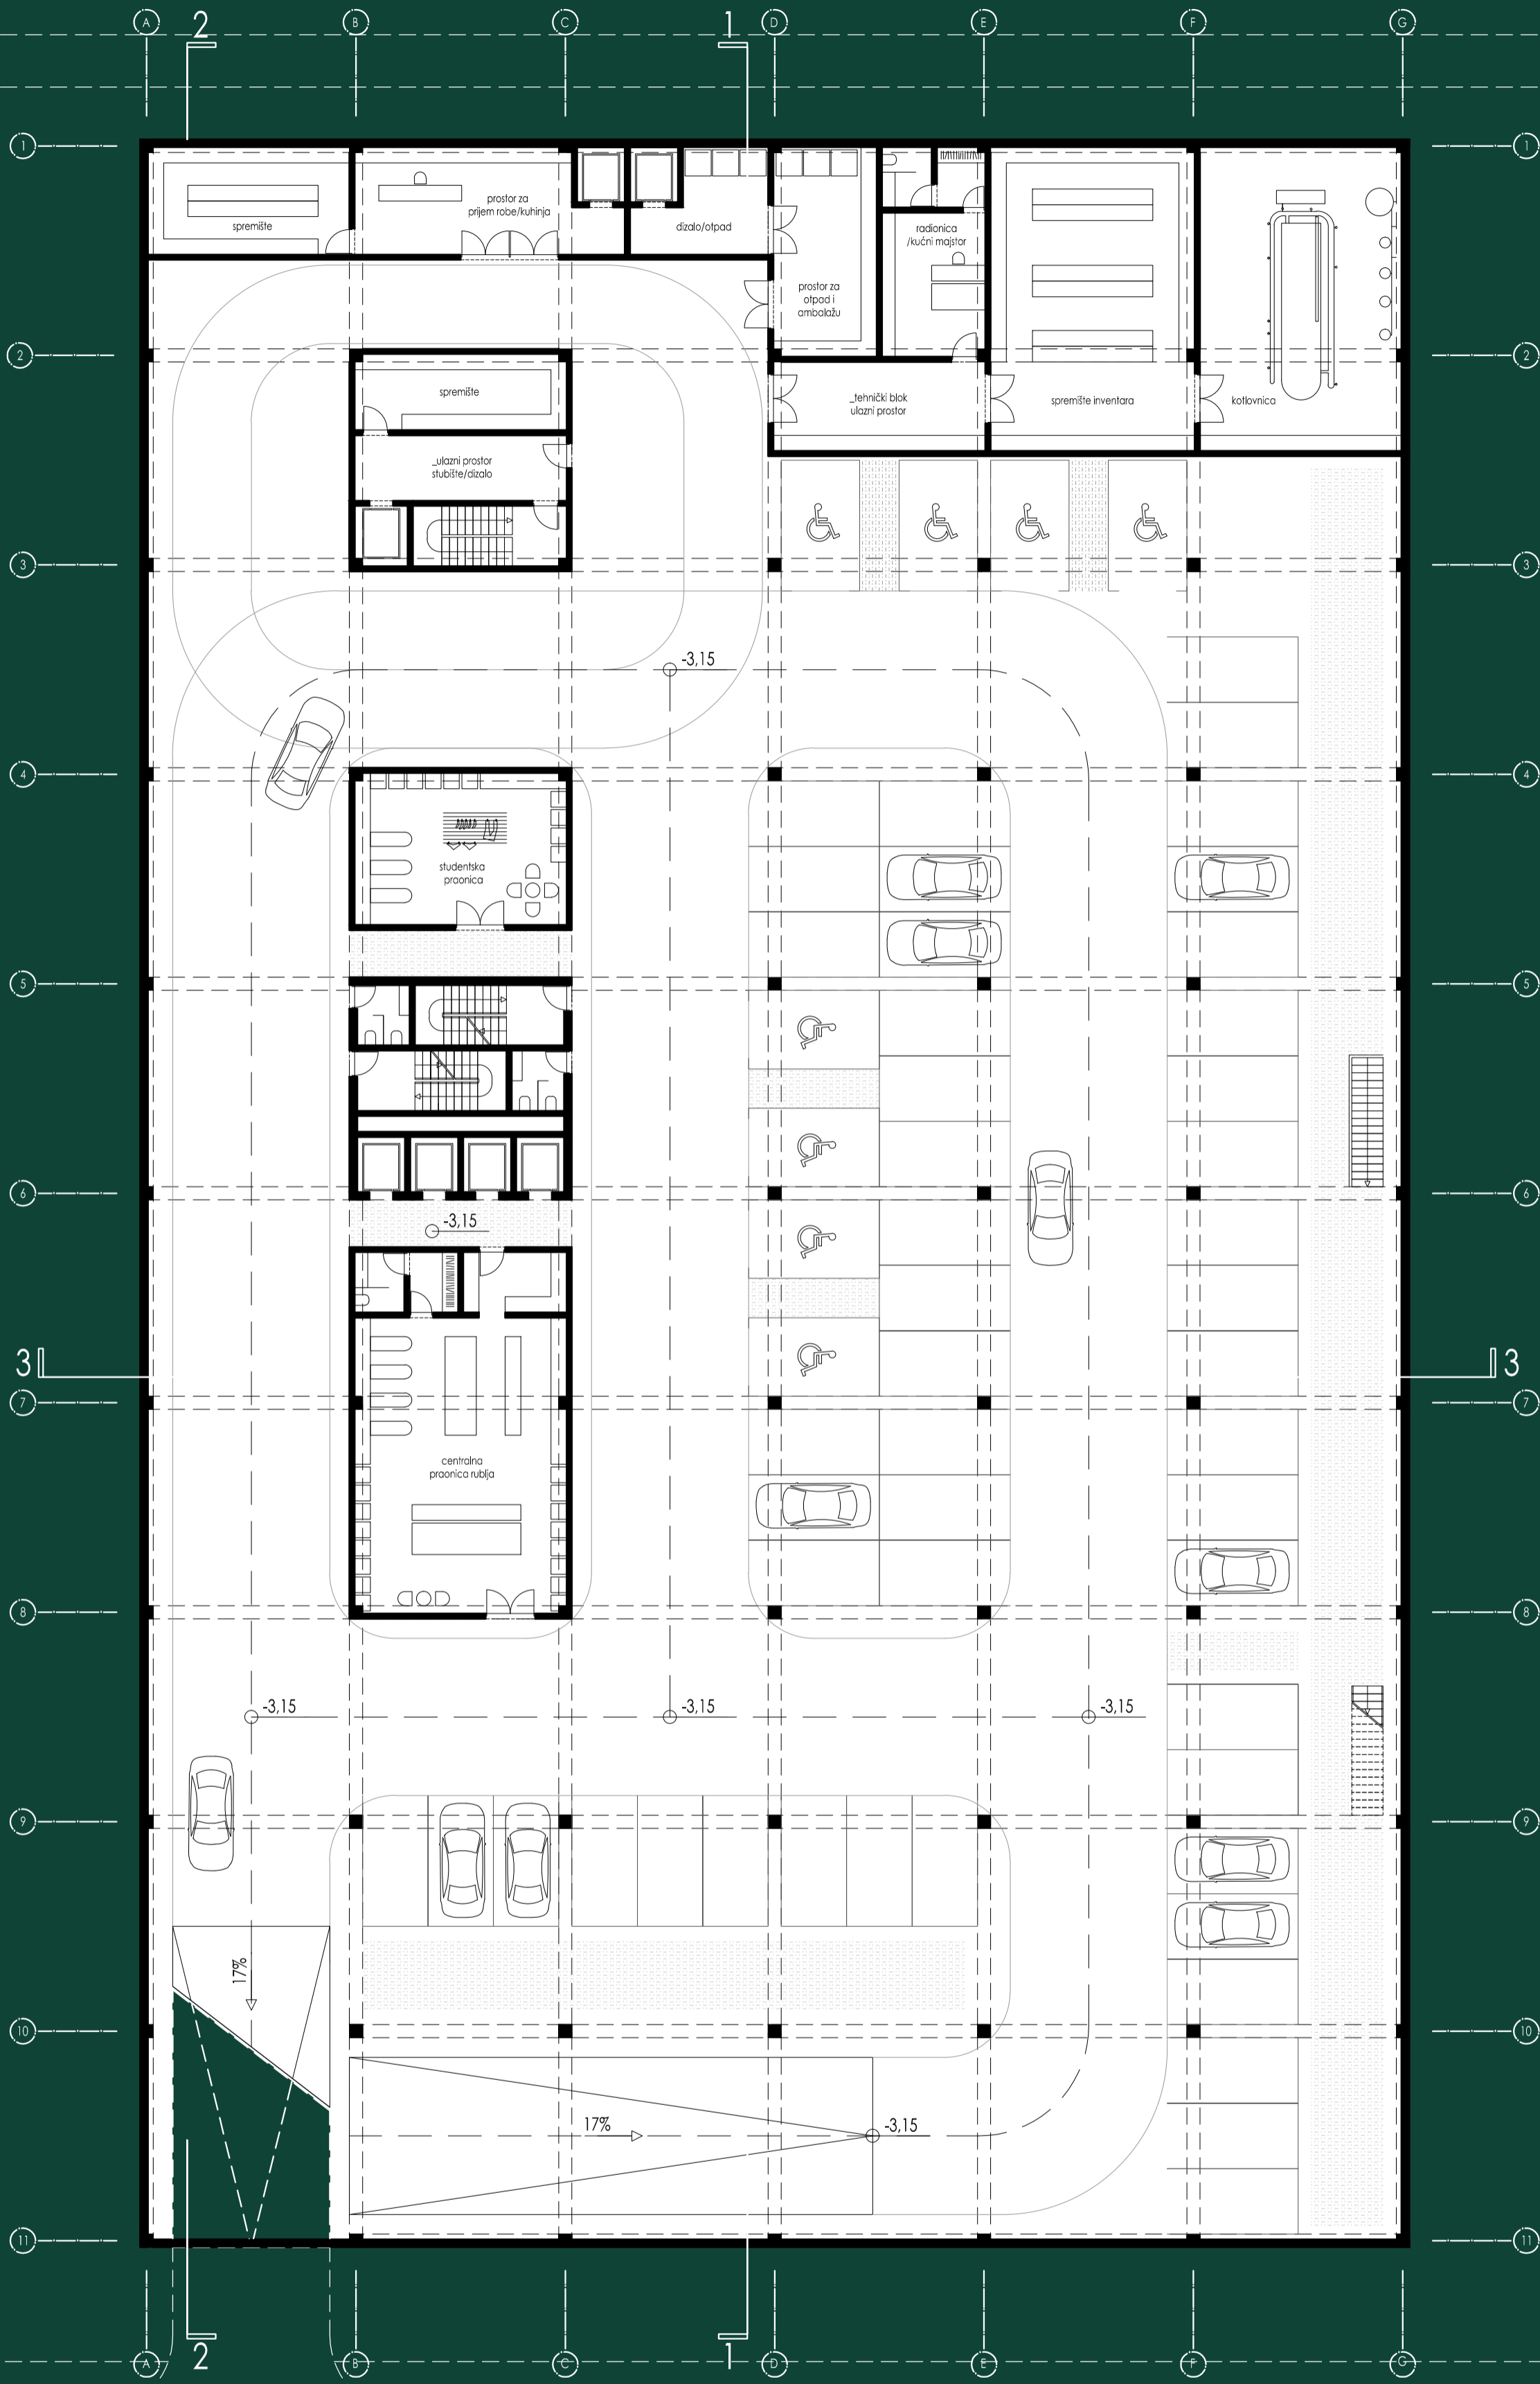 A B C D E F G
2 1
1 1
prostor za
prijem robe/kuhinja
spremište
dizalo/otpad
radionica
/kućni majstor
prostor za
otpad i
ambalažu
2 2
spremište
_tehnički blok
ulazni prostor
spremište inventara
kotlovnica
_ulazni prostor
stubište/dizalo
3 3
-3,15
4 4
studentska
praonica
5 5
6 6
-3,15
3 3
7 7
centralna
praonica rublja
8 8
-3,15 -3,15 -3,15
9 9
17%
10 10
17% -3,15
11 11
2 1
A B C D E F G